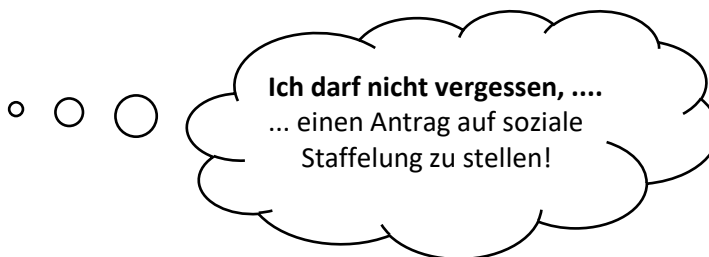 Ich darf nicht vergessen, ....
... einen Antrag auf soziale
Staffelung zu stellen!